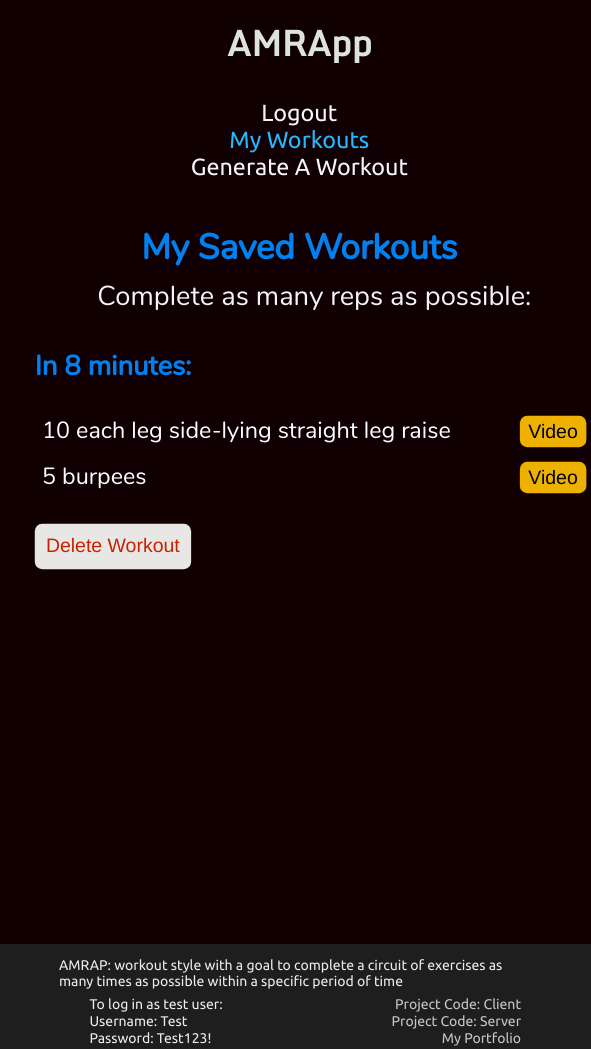 AMRApp
Logout
My Workouts
Generate A Workout
My Saved Workouts
Complete as many reps as possible:
In 8 minutes:
10 each leg side-lying straight leg raise
Video
5 burpees
Video
Delete Workout
AMRAP: workout style with a goal to complete a circuit of exercises as
many times as possible within a specific period of time
To log in as test user:
Username: Test
Password: Test123!
Project Code: Client
Project Code: Server
My Portfolio